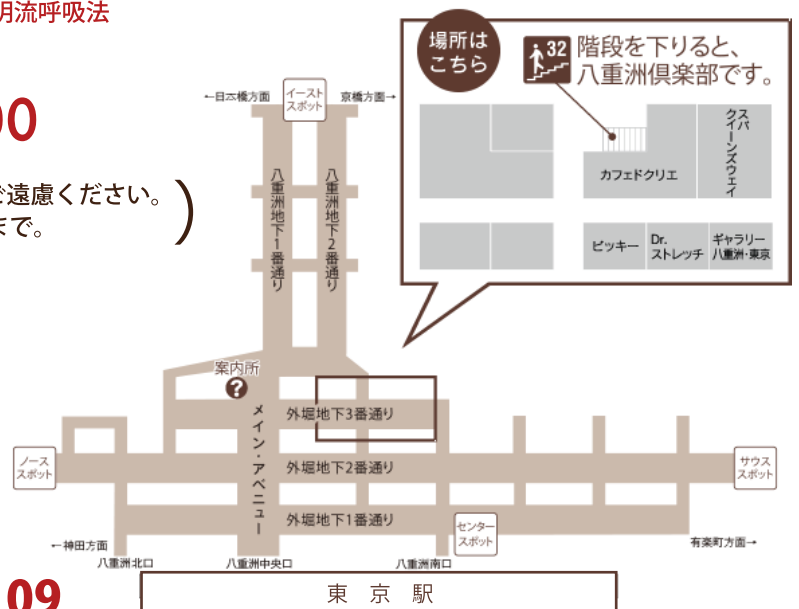 明流呼吸法
00
ご遠慮ください。
まで。
)
場所は
こちら
32
階段を下りると、
八重洲倶楽部です。
カフェドクリエ
スパ
クイーンズウェイ
ピッキー
Dr.
ストレッチ
ギャラリー
八重洲・東京
←日本橋方面
イースト
スポット
京橋方面→
八重洲地下1番通り
八重洲地下2番通り
案内所
?
メイン・アベニュー
外堀地下3番通り
外堀地下2番通り
外堀地下1番通り
ノース
スポット
サウス
スポット
センター
スポット
←神田方面
有楽町方面→
八重洲北口
八重洲中央口
八重洲南口
09
東京駅